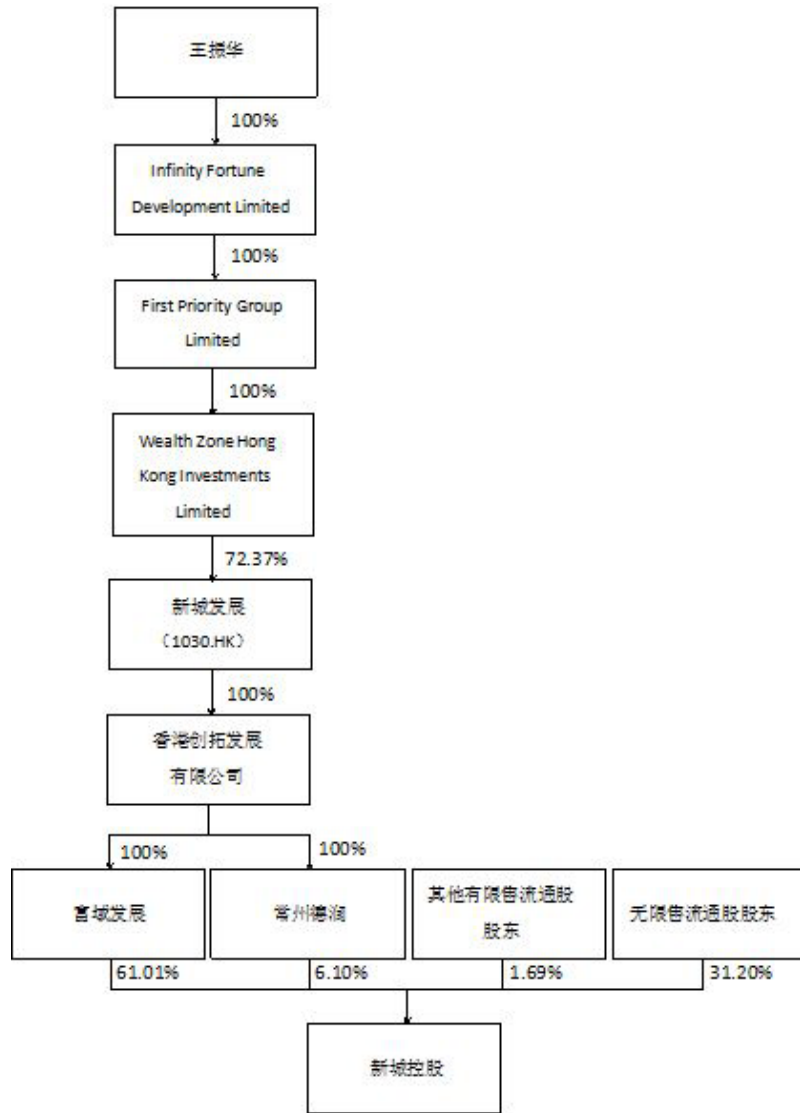 王振华
100%
Infinity Fortune
Development Limited
100%
First Priority Group
Limited
100%
Wealth Zone Hong
Kong Investments
Limited
72.37%
新城发展
（1030.HK）
100%
香港创拓发展
有限公司
100%
100%
富域发展
常州德润
其他有限售流通股
股东
无限售流通股股东
61.01%
6.10%
1.69%
31.20%
新城控股